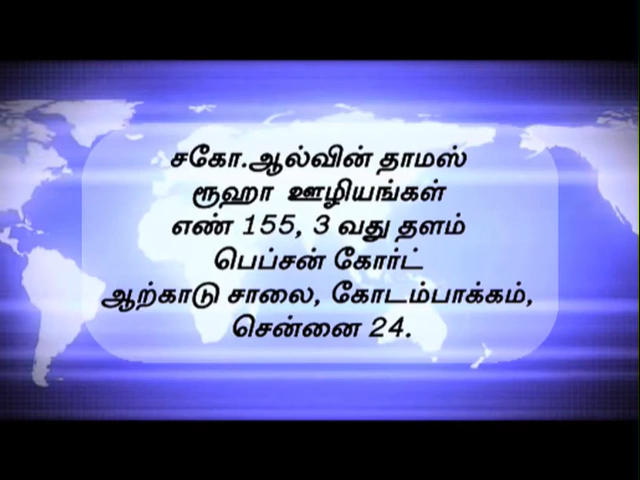 சகோ.ஆல்வின் தாமஸ்
ரூஹா ஊழியங்கள்
எண் 155, 3 வது தளம்
பெப்சன் கோர்ட்
ஆற்காடு சாலை, கோடம்பாக்கம்,
சென்னை 24.